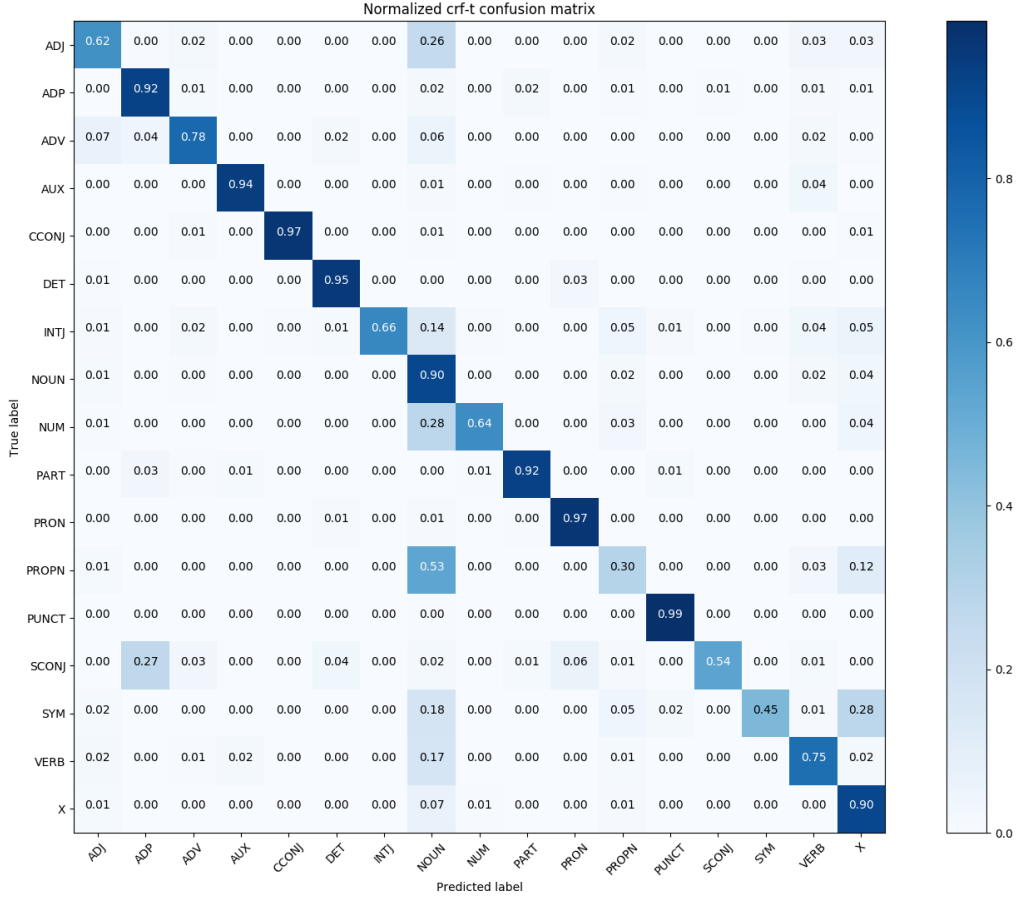 Normalized crf-t confusion matrix
ADJ 0.62 0.00 0.02 0.00 0.00 0.00 0.00 0.26 0.00 0.00 0.00 0.02 0.00 0.00 0.00 0.03 0.03
ADP 0.00 0.92 0.01 0.00 0.00 0.00 0.00 0.02 0.00 0.02 0.00 0.01 0.00 0.01 0.00 0.01 0.01
ADV 0.07 0.04 0.78 0.00 0.00 0.02 0.00 0.06 0.00 0.00 0.00 0.00 0.00 0.00 0.00 0.02 0.00
0.8
AUX 0.00 0.00 0.00 0.94 0.00 0.00 0.00 0.01 0.00 0.00 0.00 0.00 0.00 0.00 0.00 0.04 0.00
CCONJ 0.00 0.00 0.01 0.00 0.97 0.00 0.00 0.01 0.00 0.00 0.00 0.00 0.00 0.00 0.00 0.00 0.01
DET 0.01 0.00 0.00 0.00 0.00 0.95 0.00 0.00 0.00 0.00 0.03 0.00 0.00 0.00 0.00 0.00 0.00
INTJ 0.01 0.00 0.02 0.00 0.00 0.01 0.66 0.14 0.00 0.00 0.00 0.05 0.01 0.00 0.00 0.04 0.05
0.6
NOUN 0.01 0.00 0.00 0.00 0.00 0.00 0.00 0.90 0.00 0.00 0.00 0.02 0.00 0.00 0.00 0.02 0.04
True label
NUM 0.01 0.00 0.00 0.00 0.00 0.00 0.00 0.28 0.64 0.00 0.00 0.03 0.00 0.00 0.00 0.00 0.04
PART 0.00 0.03 0.00 0.01 0.00 0.00 0.00 0.00 0.01 0.92 0.00 0.00 0.01 0.00 0.00 0.00 0.00
0.4
PRON 0.00 0.00 0.00 0.00 0.00 0.01 0.00 0.01 0.00 0.00 0.97 0.00 0.00 0.00 0.00 0.00 0.00
PROPN 0.01 0.00 0.00 0.00 0.00 0.00 0.00 0.53 0.00 0.00 0.00 0.30 0.00 0.00 0.00 0.03 0.12
PUNCT 0.00 0.00 0.00 0.00 0.00 0.00 0.00 0.00 0.00 0.00 0.00 0.00 0.99 0.00 0.00 0.00 0.00
SCONJ 0.00 0.27 0.03 0.00 0.00 0.04 0.00 0.02 0.00 0.01 0.06 0.01 0.00 0.54 0.00 0.01 0.00
0.2
SYM 0.02 0.00 0.00 0.00 0.00 0.00 0.00 0.18 0.00 0.00 0.00 0.05 0.02 0.00 0.45 0.01 0.28
VERB 0.02 0.00 0.01 0.02 0.00 0.00 0.00 0.17 0.00 0.00 0.00 0.01 0.00 0.00 0.00 0.75 0.02
X 0.01 0.00 0.00 0.00 0.00 0.00 0.00 0.07 0.01 0.00 0.00 0.01 0.00 0.00 0.00 0.00 0.90
0.0
ADJ ADP ADV AUX CCONJ DET INTJ NOUN NUM PART PRON PROPN PUNCT SCONJ SYM VERB X
Predicted label